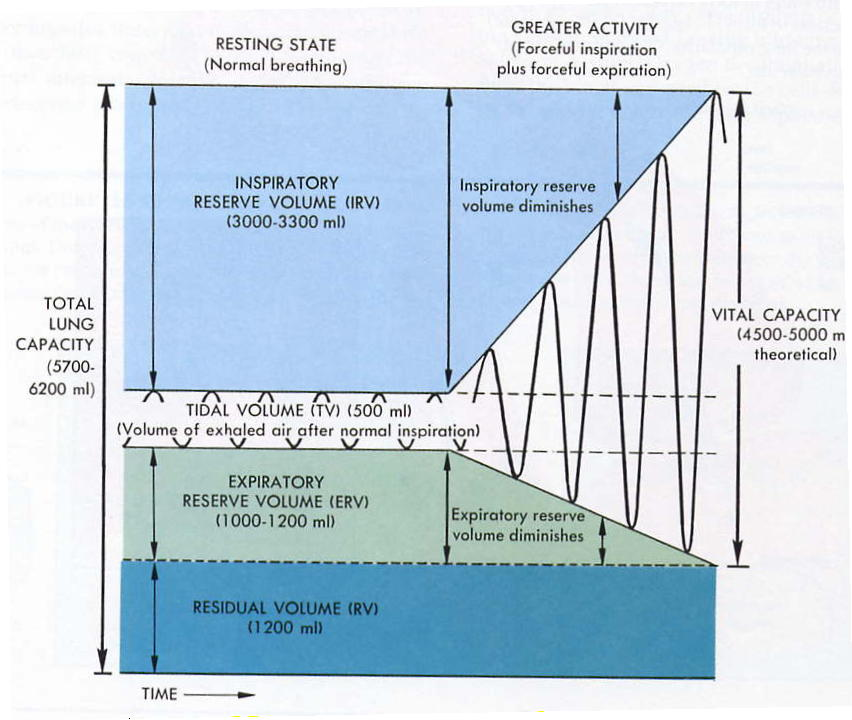 RESTING STATE
(Normal breathing)
GREATER ACTIVITY
(Forceful inspiration
plus forceful expiration)
INSPIRATORY
RESERVE VOLUME (IRV)
(3000-3300 ml)
Inspiratory reserve
volume diminishes
TOTAL
LUNG
CAPACITY
(5700-
6200 ml)
VITAL CAPACITY
(4500-5000 m
theoretical)
TIDAL VOLUME (TV) (500 ml)
(Volume of exhaled air after normal inspiration)
EXPIRATORY
RESERVE VOLUME (ERV)
(1000-1200 ml)
Expiratory reserve
volume diminishes
RESIDUAL VOLUME (RV)
(1200 ml)
TIME